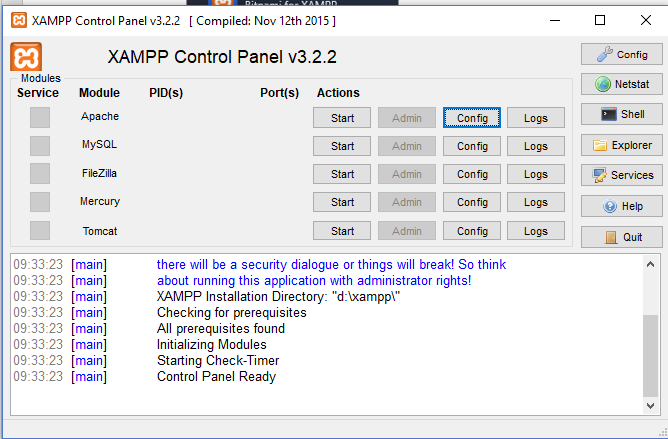 Bitnami for XAMPP
XAMPP Control Panel v3.2.2 [ Compiled: Nov 12th 2015 ]
XAMPP Control Panel v3.2.2
Config
Modules
Service Module PID(s) Port(s) Actions
Netstat
Apache Start Admin Config Logs
Shell
MySQL Start Admin Config Logs
Explorer
FileZilla Start Admin Config Logs
Services
Mercury Start Admin Config Logs
Help
Tomcat Start Admin Config Logs
Quit
09:33:23 [main] there will be a security dialogue or things will break! So think
09:33:23 [main] about running this application with administrator rights!
09:33:23 [main] XAMPP Installation Directory: "d:\xampp\"
09:33:23 [main] Checking for prerequisites
09:33:23 [main] All prerequisites found
09:33:23 [main] Initializing Modules
09:33:23 [main] Starting Check-Timer
09:33:23 [main] Control Panel Ready